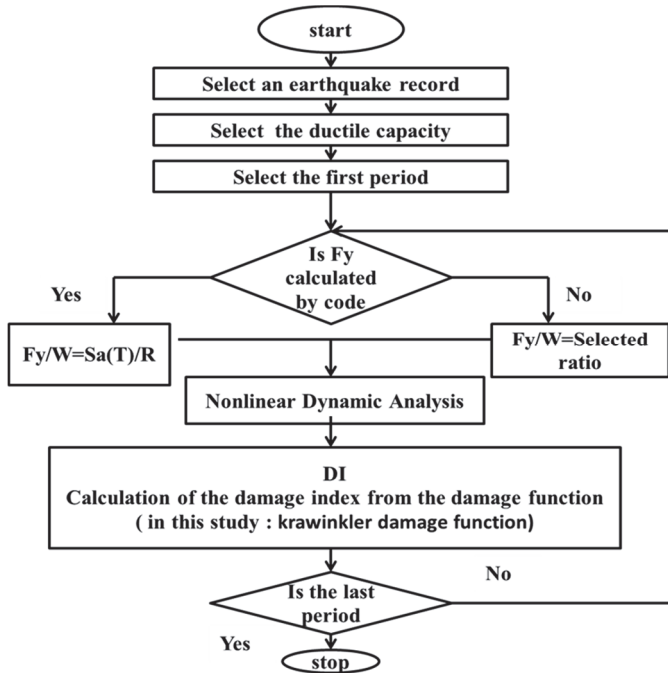 start
Select an earthquake record
Select the ductile capacity
Select the first period
Is Fy
calculated
by code
Yes
No
Fy/W=Sa(T)/R
Fy/W=Selected
ratio
Nonlinear Dynamic Analysis
DI
Calculation of the damage index from the damage function
( in this study : krawinkler damage function)
Is the last
period
No
Yes
stop